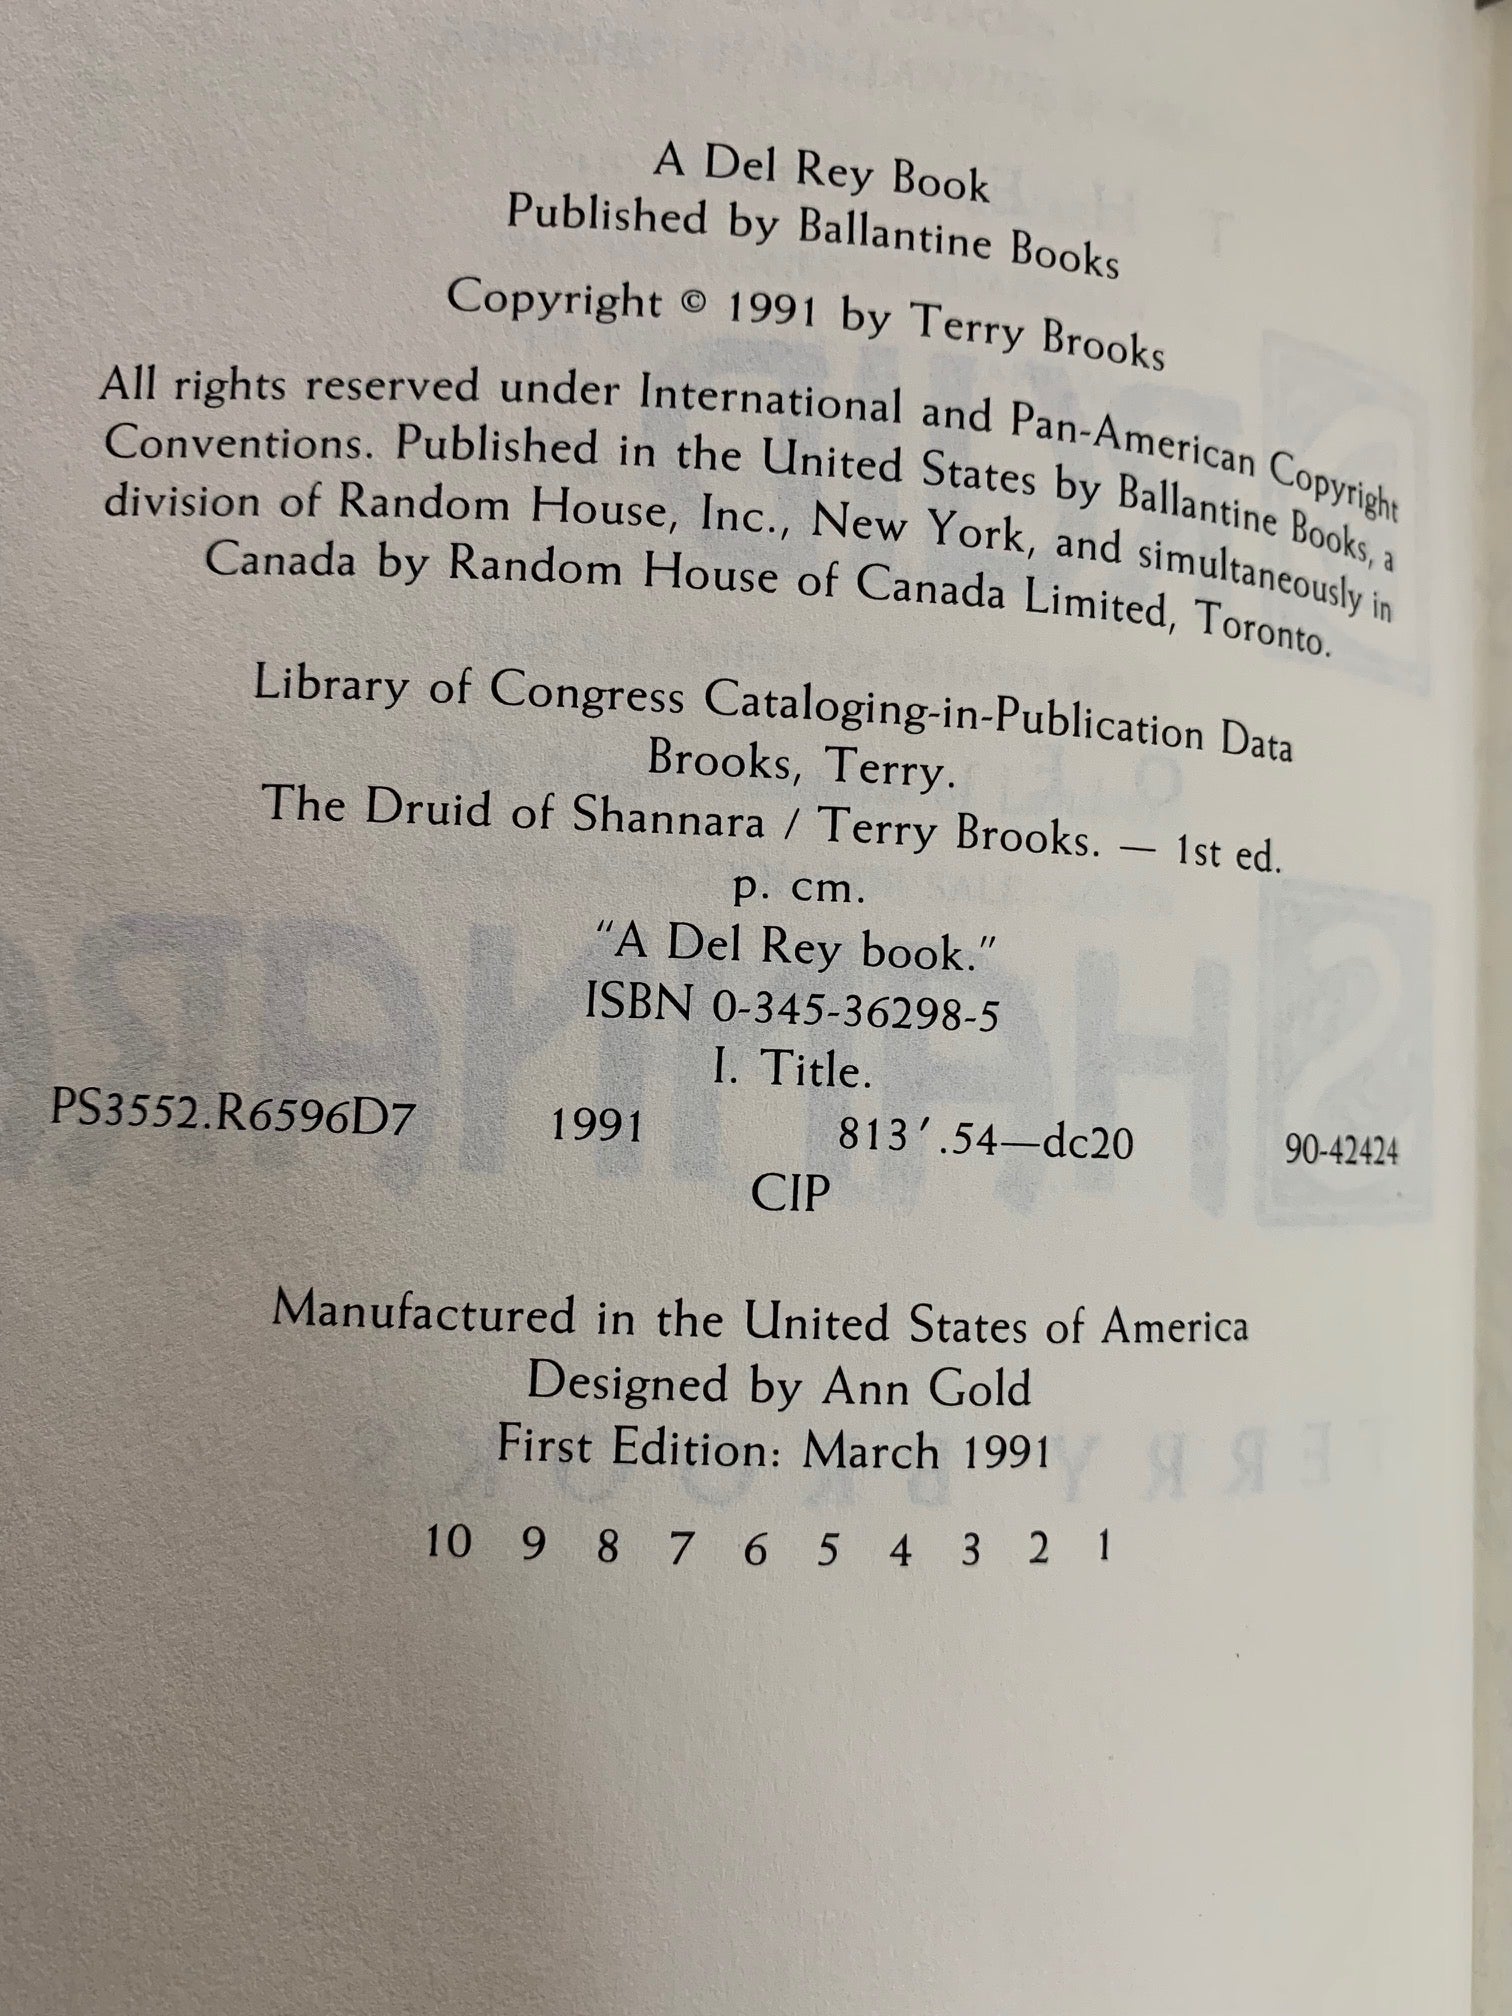 A Del Rey Book
Published by Ballantine Books
Copyright © 1991 by Terry Brooks
All rights reserved under International and Pan-American Copyright
Conventions. Published in the United States by Ballantine Books, a
division of Random House, Inc., New York, and simultaneously in
Canada by Random House of Canada Limited, Toronto.
Library of Congress Cataloging-in-Publication Data
Brooks, Terry.
The Druid of Shannara / Terry Brooks. — 1st ed.
p. cm.
"A Del Rey book."
ISBN 0-345-36298-5
I. Title.
PS3552.R6596D7 1991 813′.54—dc20 90-42424
CIP
Manufactured in the United States of America
Designed by Ann Gold
First Edition: March 1991
10 9 8 7 6 5 4 3 2 1